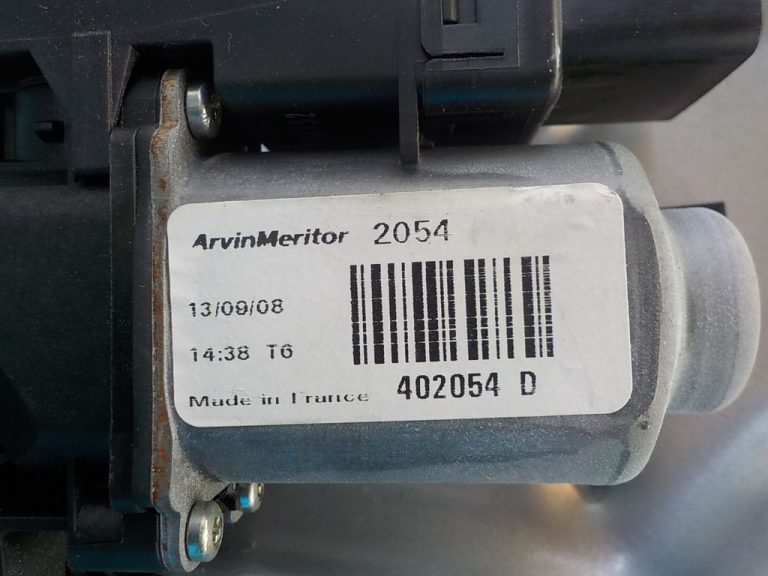 ArvinMeritor 2054
13/09/08
14:38 T6
Made in France 402054 D